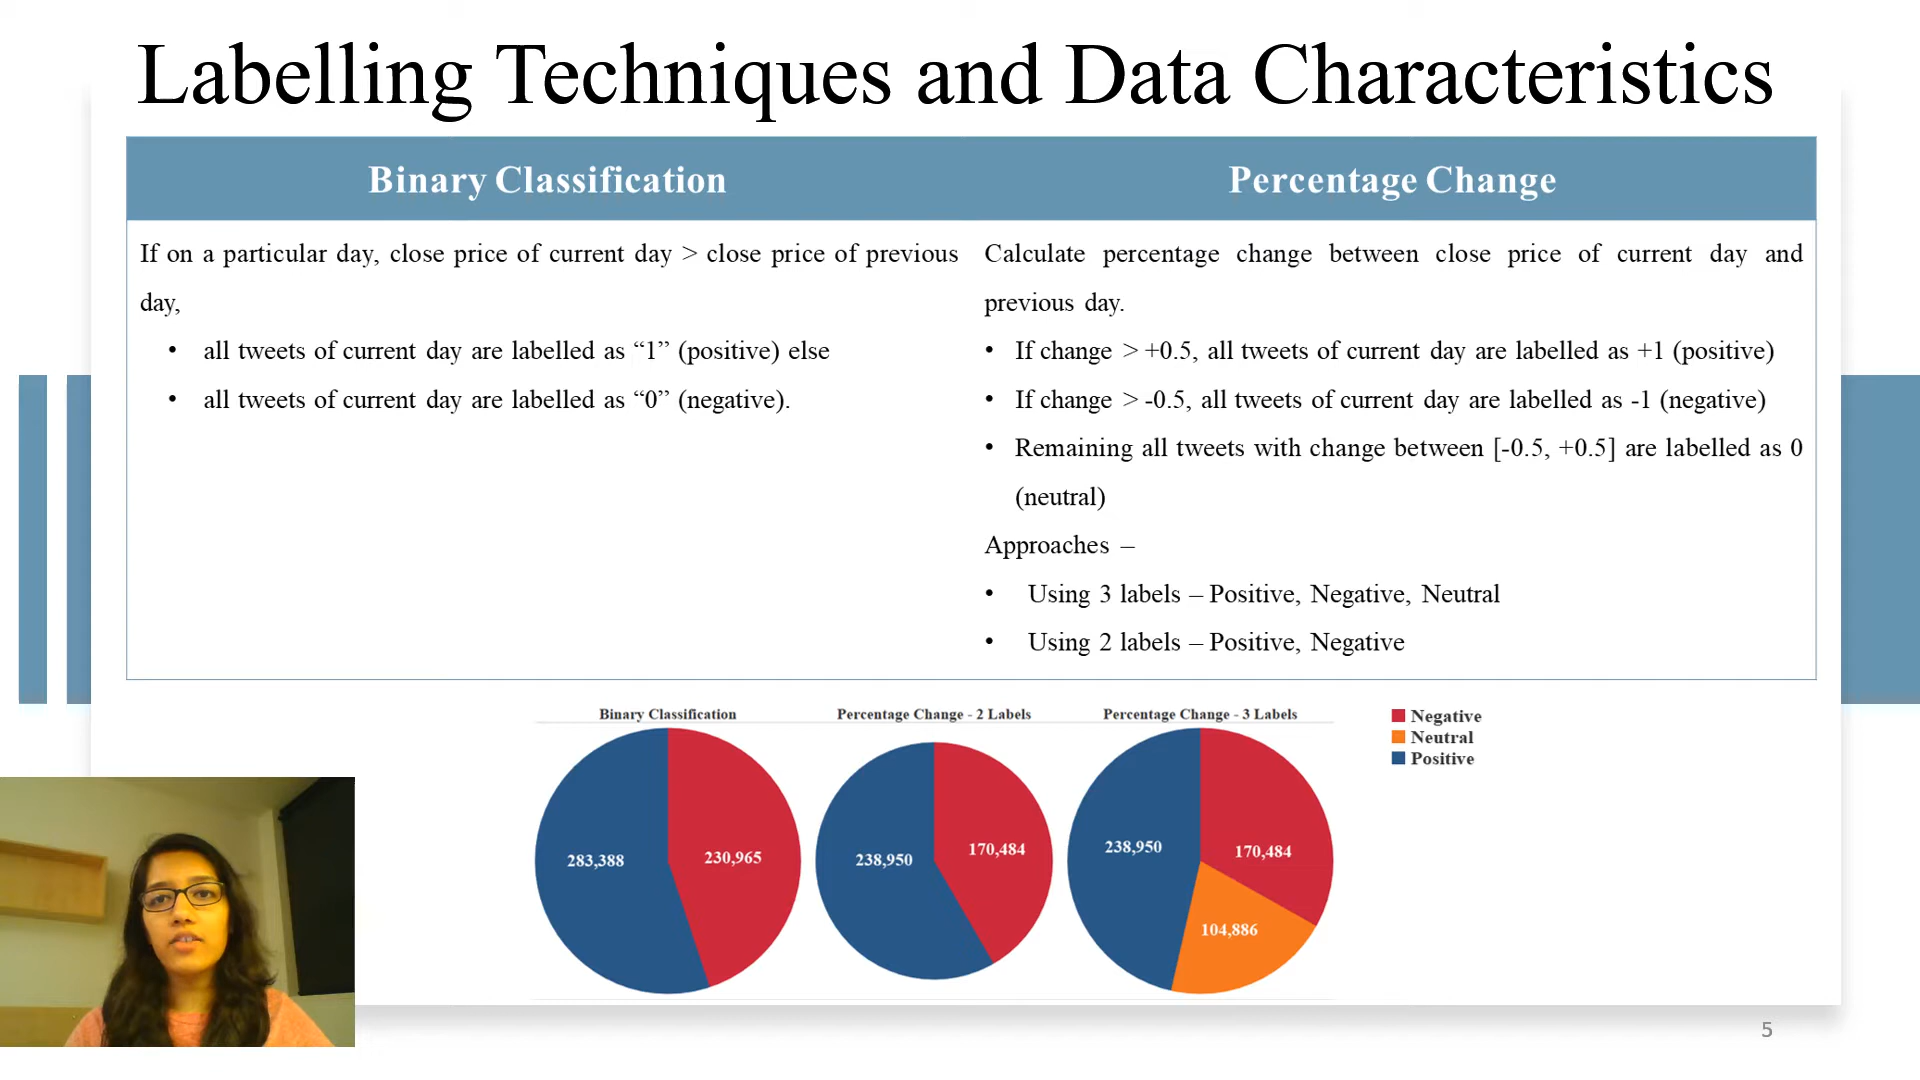 Labelling Techniques and Data Characteristics
Binary Classification
If on a particular day, close price of current day > close price of previous
day,
• all tweets of current day are labelled as “1” (positive) else
• all tweets of current day are labelled as “0” (negative).
Percentage Change
Calculate percentage change between close price of current day and
previous day.
• If change > +0.5, all tweets of current day are labelled as +1 (positive)
• If change > -0.5, all tweets of current day are labelled as -1 (negative)
• Remaining all tweets with change between [-0.5, +0.5] are labelled as 0
(neutral)
Approaches –
• Using 3 labels – Positive, Negative, Neutral
• Using 2 labels – Positive, Negative
Binary Classification
283,388
230,965
Percentage Change - 2 Labels
238,950
170,484
Percentage Change - 3 Labels
238,950
170,484
104,886
Negative
Neutral
Positive
5